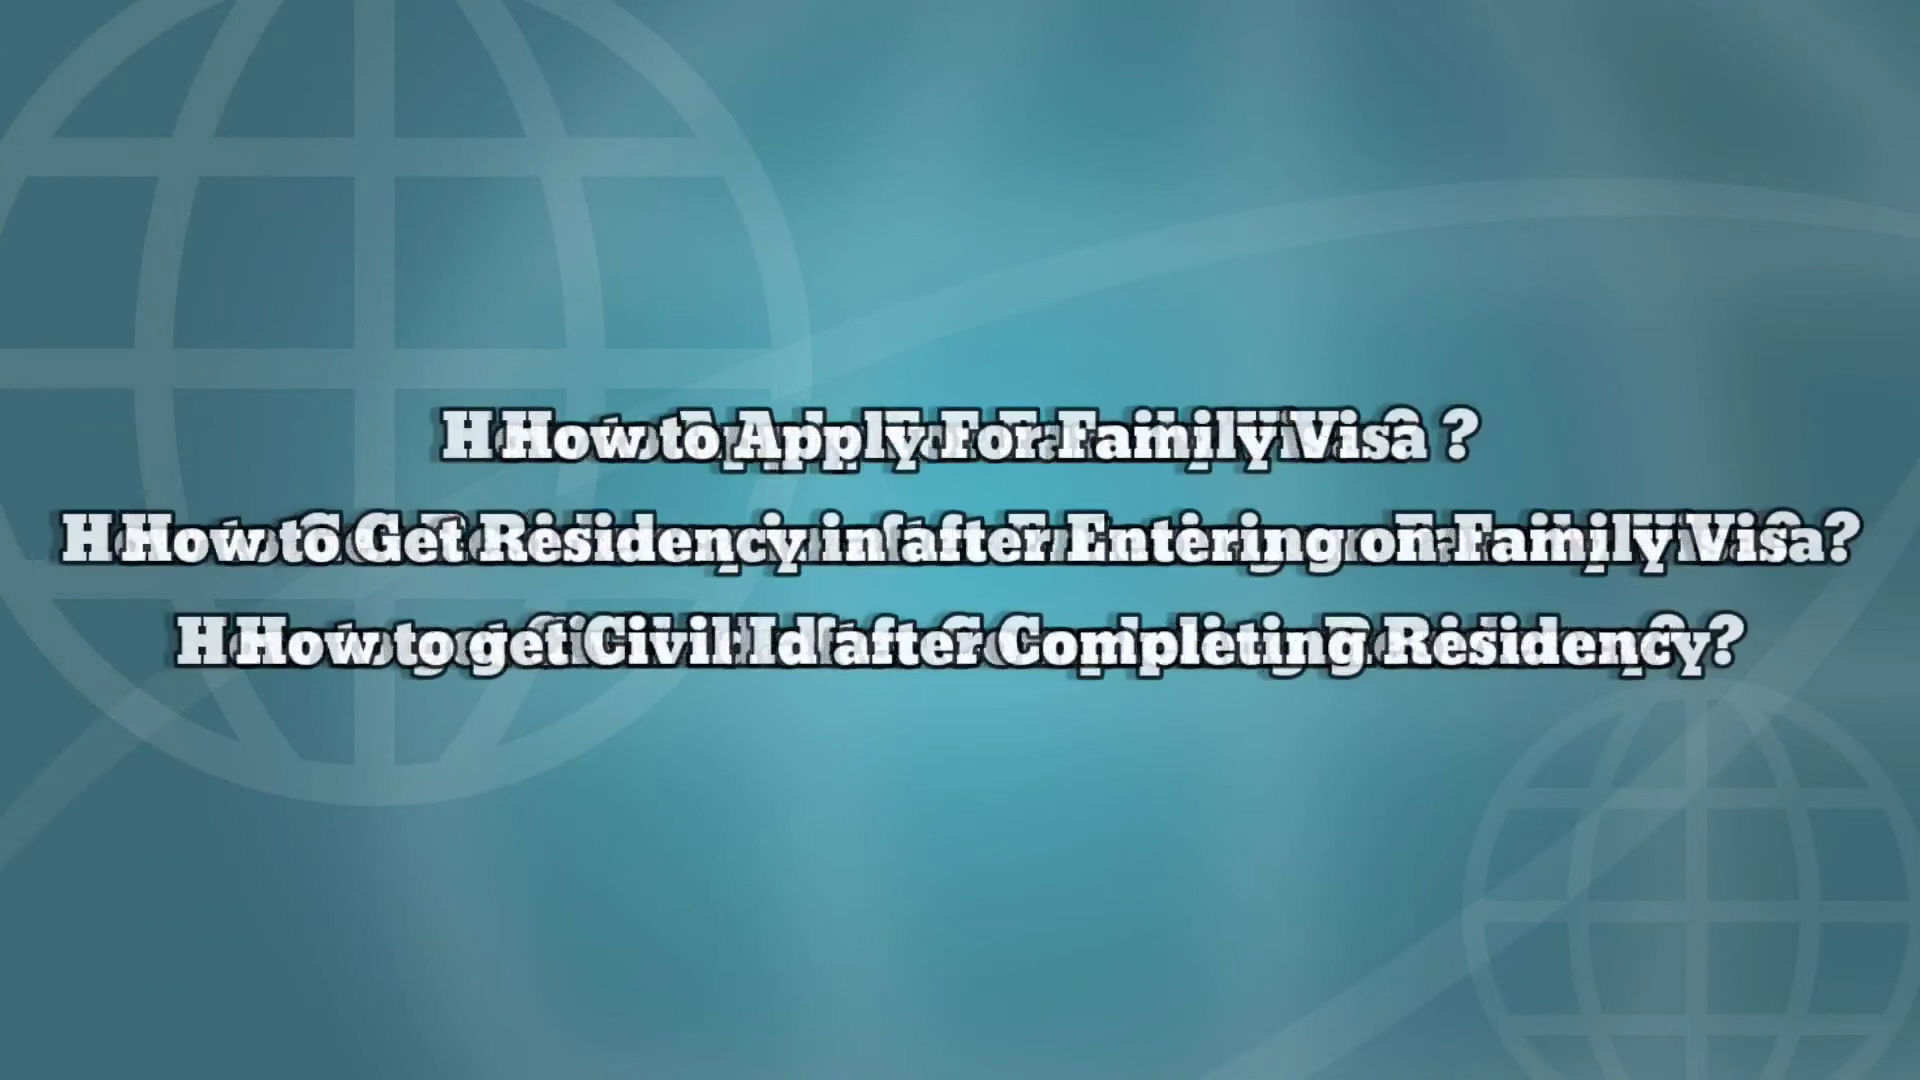 How to Apply For Family Visa ?
How to Get Residency in after Entering on Family Visa?
How to get Civil Id after Completing Residency?